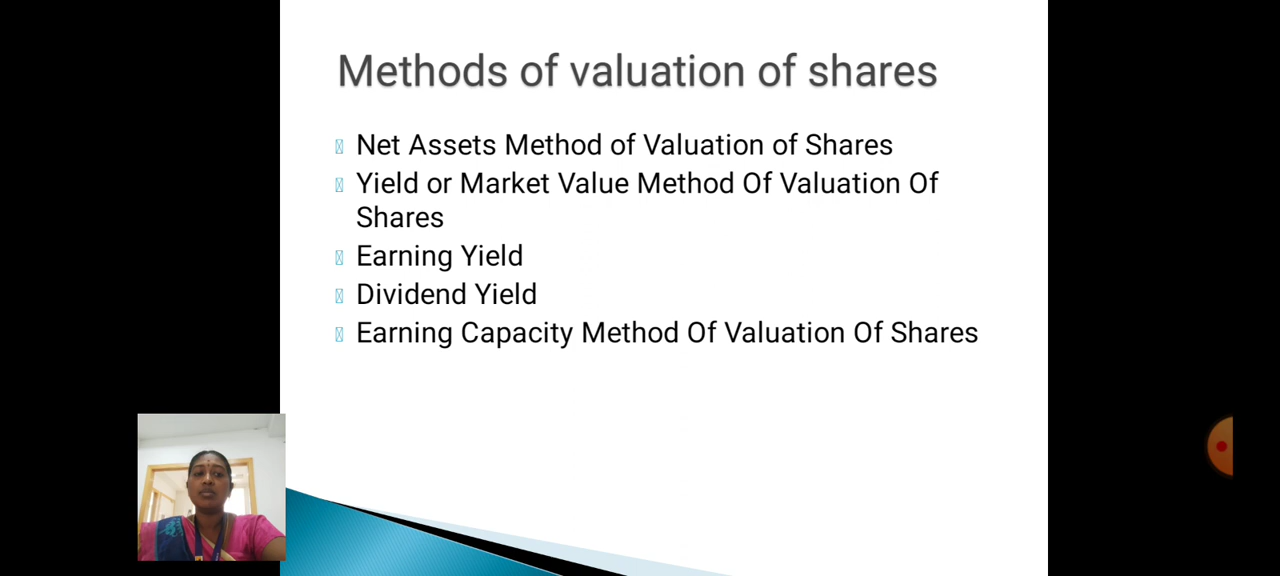 Methods of valuation of shares
Net Assets Method of Valuation of Shares
Yield or Market Value Method Of Valuation Of
Shares
Earning Yield
Dividend Yield
Earning Capacity Method Of Valuation Of Shares